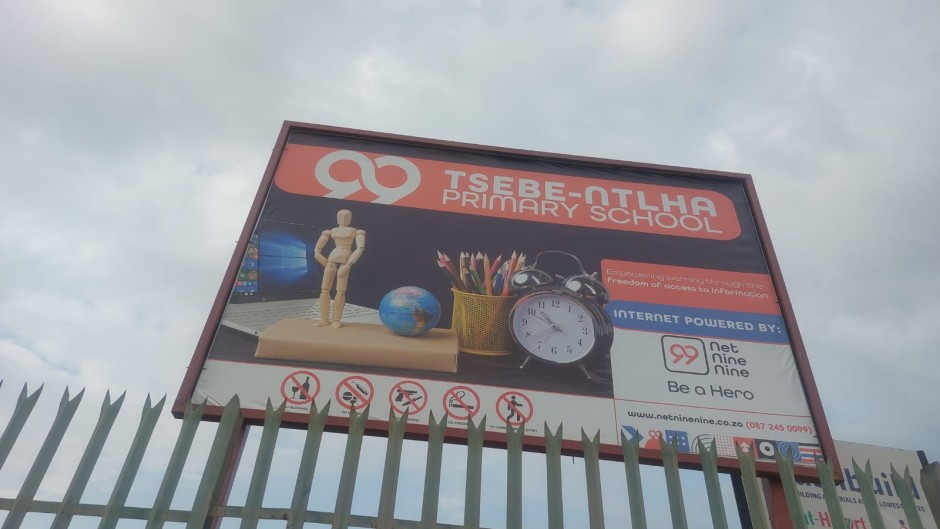 99 TSEBE-NTLHA
PRIMARY SCHOOL
Empowering learning through the
Freedom of access to information
INTERNET POWERED BY:
99 Net
Nine
Nine
Be a Hero
www.netninenine.co.za (087 245 0099)
12